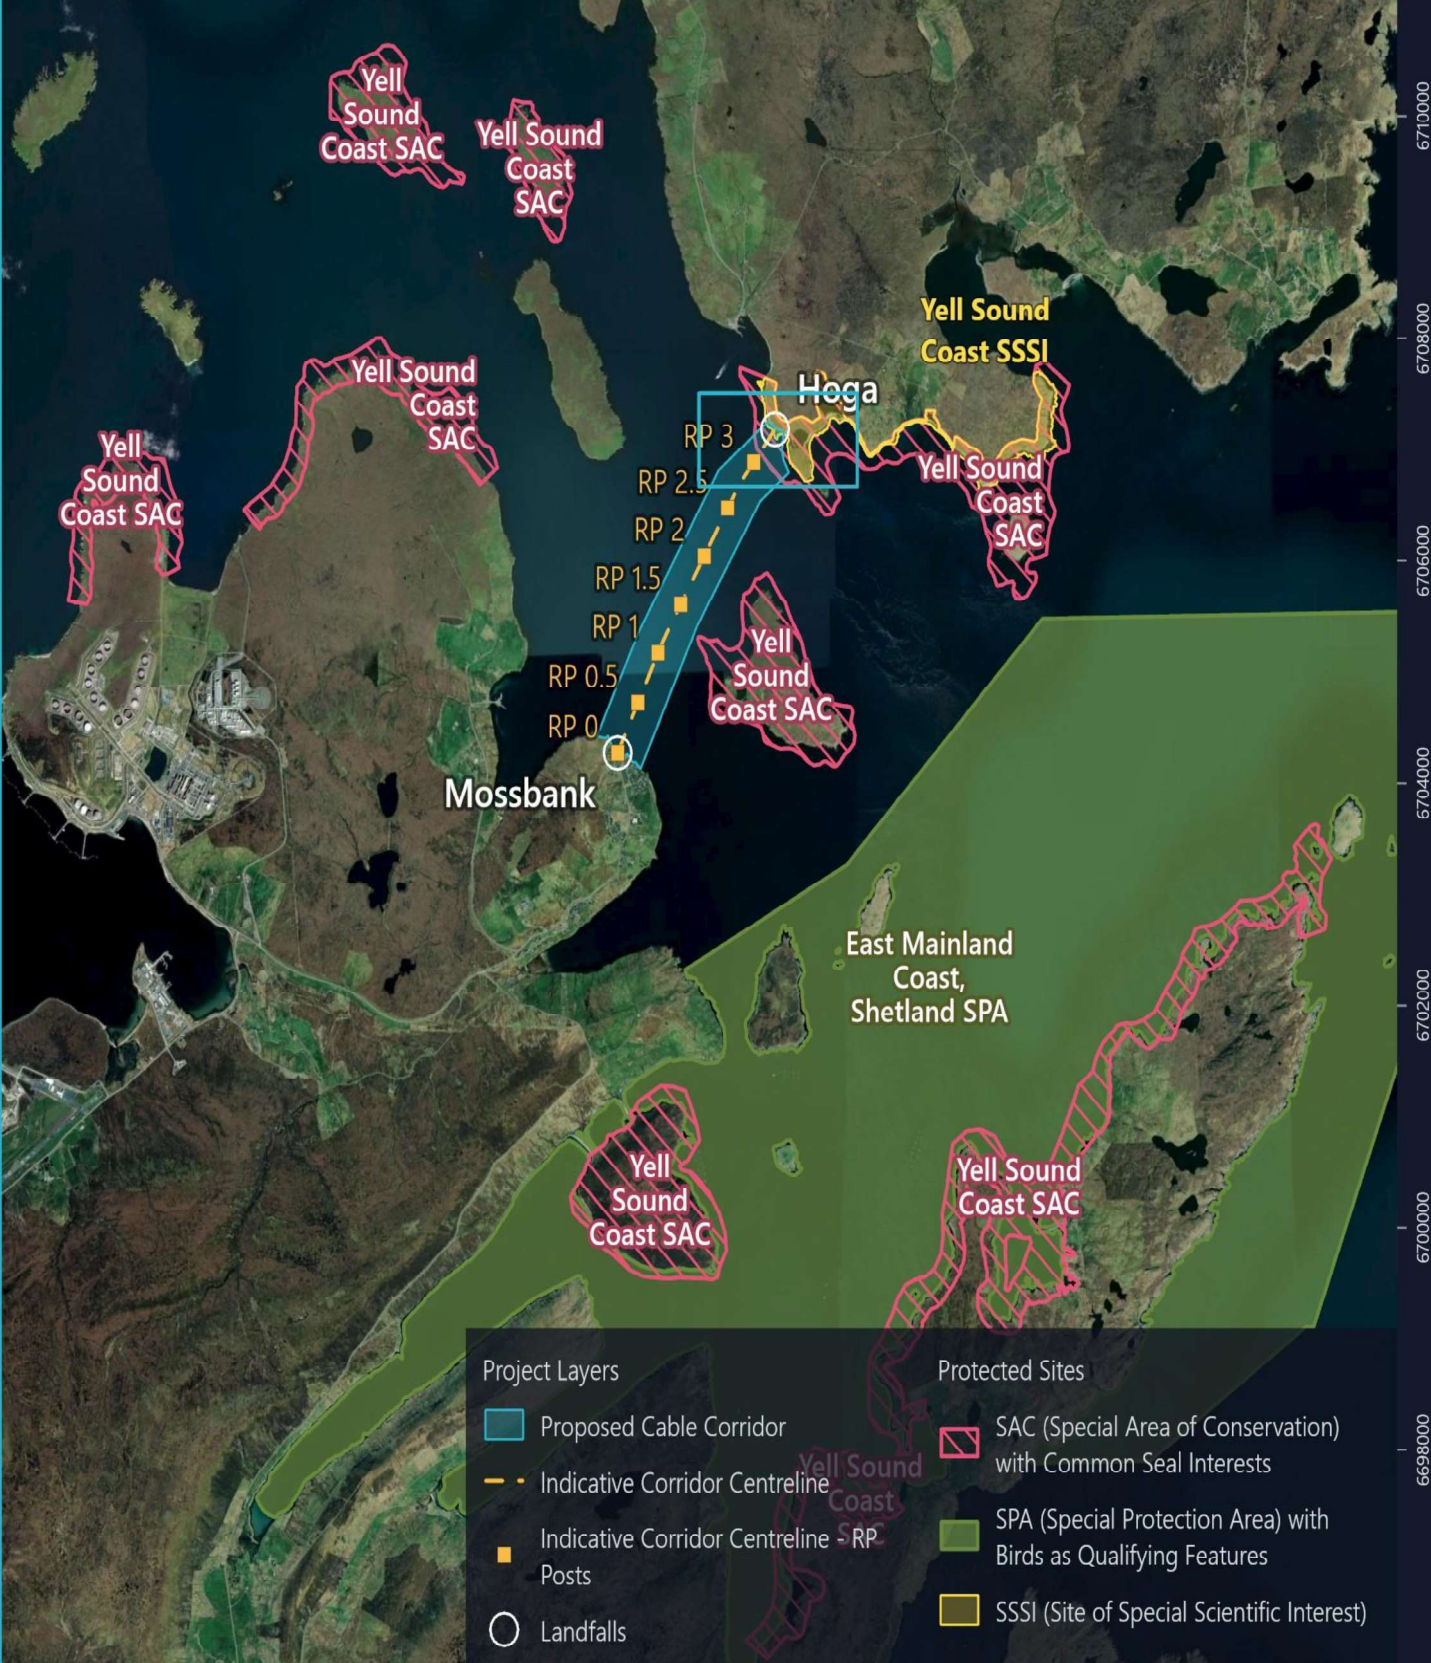 Yell
Sound
Coast SAC
Yell Sound
Coast
SAC
6710000
Yell Sound
Coast SSSI
6708000
Yell Sound
Coast
SAC
Hoga
Yell
Sound
Coast SAC
RP 3
RP 2.5
RP 2
RP 1.5
RP 1
RP 0.5
RP 0
Yell Sound
Coast
SAC
6706000
Yell
Sound
Coast SAC
Mossbank
6704000
East Mainland
Coast,
Shetland SPA
6702000
Yell
Sound
Coast SAC
Yell Sound
Coast SAC
6700000
Yell Sound
Coast
SAC
6698000
Project Layers
Proposed Cable Corridor
Indicative Corridor Centreline
Indicative Corridor Centreline - RP
Posts
Landfalls
Protected Sites
SAC (Special Area of Conservation)
with Common Seal Interests
SPA (Special Protection Area) with
Birds as Qualifying Features
SSSI (Site of Special Scientific Interest)